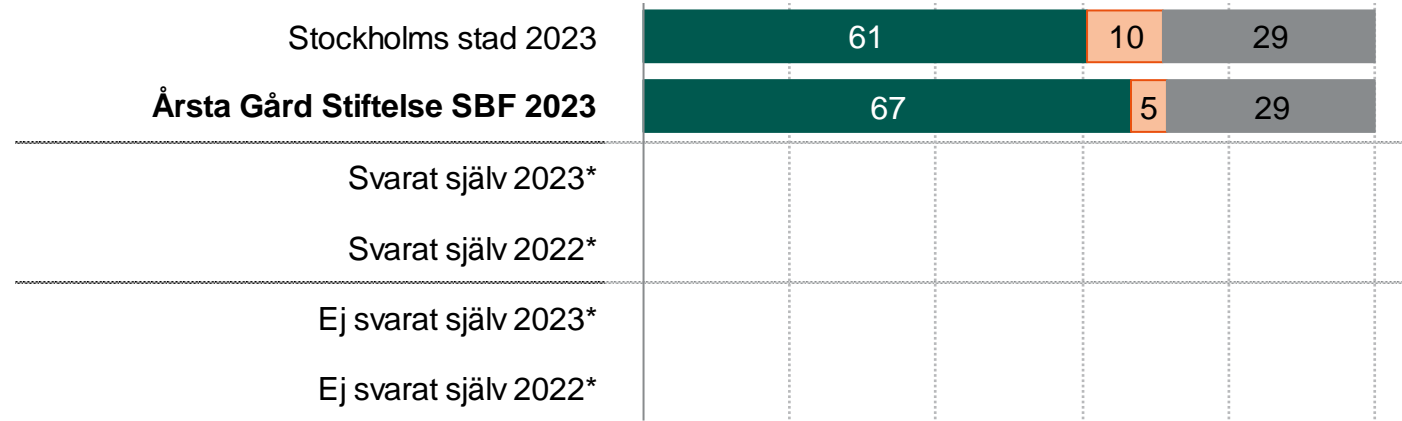 Stockholms stad 2023 61 10 29
Årsta Gård Stiftelse SBF 2023 67 5 29
Svarat själv 2023*
Svarat själv 2022*
Ej svarat själv 2023*
Ej svarat själv 2022*